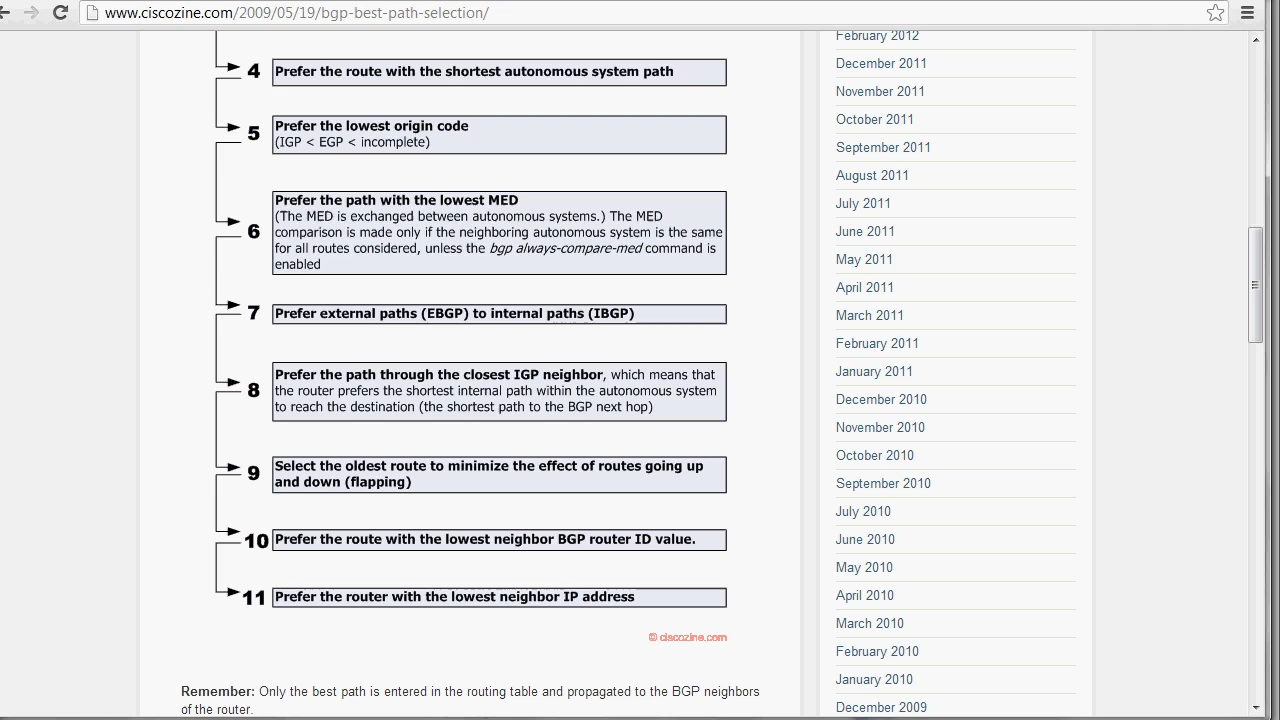 www.ciscozine.com/2009/05/19/bgp-best-path-selection/
4 Prefer the route with the shortest autonomous system path
5 Prefer the lowest origin code
(IGP < EGP < incomplete)
6 Prefer the path with the lowest MED
(The MED is exchanged between autonomous systems.) The MED
comparison is made only if the neighboring autonomous system is the same
for all routes considered, unless the bgp always-compare-med command is
enabled
7 Prefer external paths (EBGP) to internal paths (IBGP)
8 Prefer the path through the closest IGP neighbor, which means that
the router prefers the shortest internal path within the autonomous system
to reach the destination (the shortest path to the BGP next hop)
9 Select the oldest route to minimize the effect of routes going up
and down (flapping)
10 Prefer the route with the lowest neighbor BGP router ID value.
11 Prefer the router with the lowest neighbor IP address
© ciscozine.com
Remember: Only the best path is entered in the routing table and propagated to the BGP neighbors
of the router.
February 2012
December 2011
November 2011
October 2011
September 2011
August 2011
July 2011
June 2011
May 2011
April 2011
March 2011
February 2011
January 2011
December 2010
November 2010
October 2010
September 2010
July 2010
June 2010
May 2010
April 2010
March 2010
February 2010
January 2010
December 2009